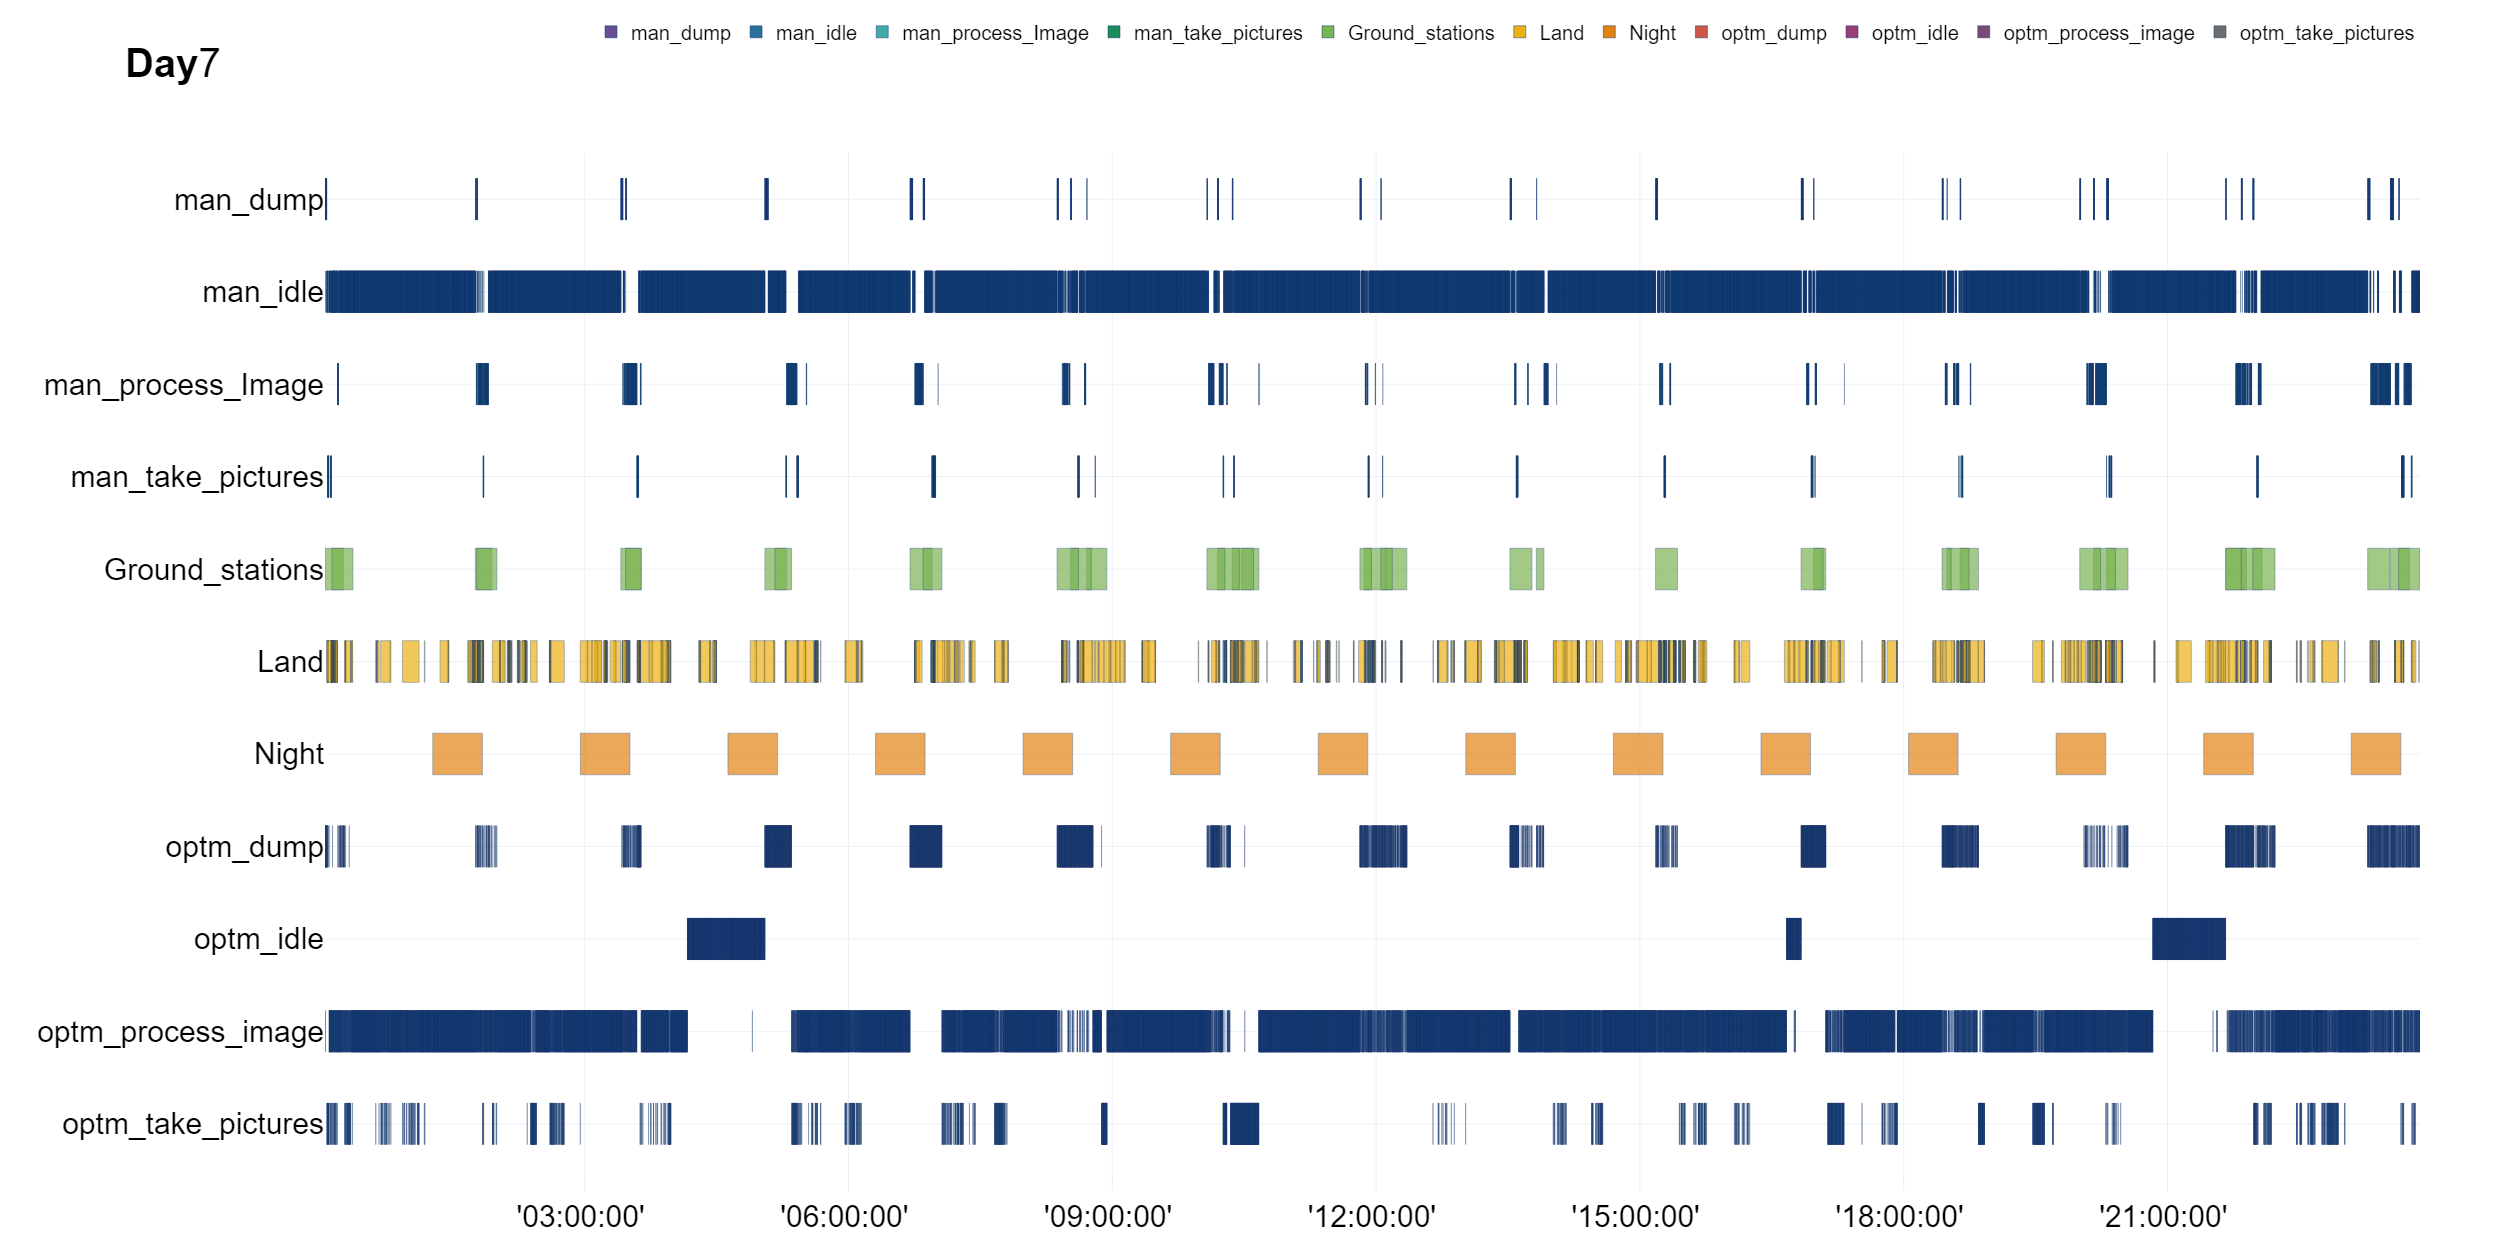 man_dump man_idle man_process_Image man_take_pictures Ground_stations Land Night optm_dump optm_idle optm_process_image optm_take_pictures
Day7
man_dump
man_idle
man_process_Image
man_take_pictures
Ground_stations
Land
Night
optm_dump
optm_idle
optm_process_image
optm_take_pictures
'03:00:00' '06:00:00' '09:00:00' '12:00:00' '15:00:00' '18:00:00' '21:00:00'